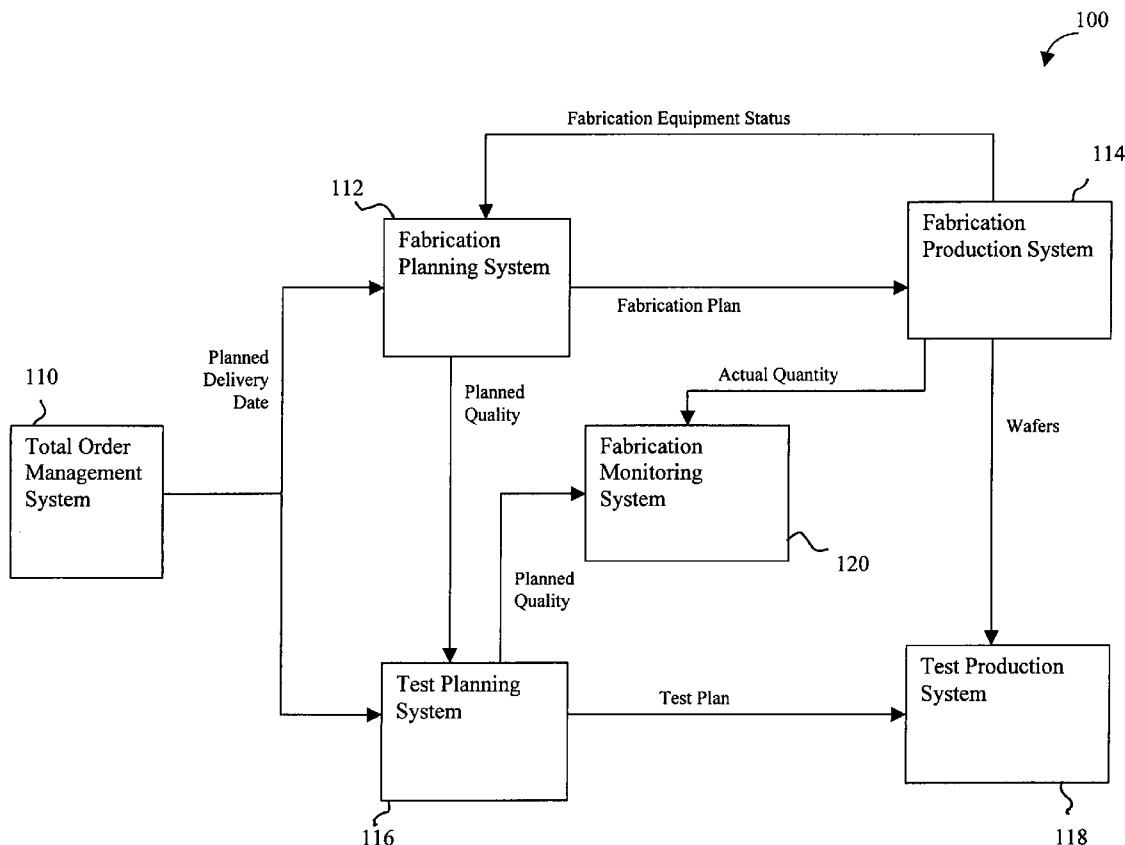 100
Fabrication Equipment Status
112
114
Fabrication
Planning System
Fabrication
Production System
Fabrication Plan
Planned
Delivery
Date
110
Planned
Quality
Actual Quantity
Total Order
Management
System
Fabrication
Monitoring
System
Wafers
120
Planned
Quality
Test Planning
System
Test Plan
Test Production
System
116
118